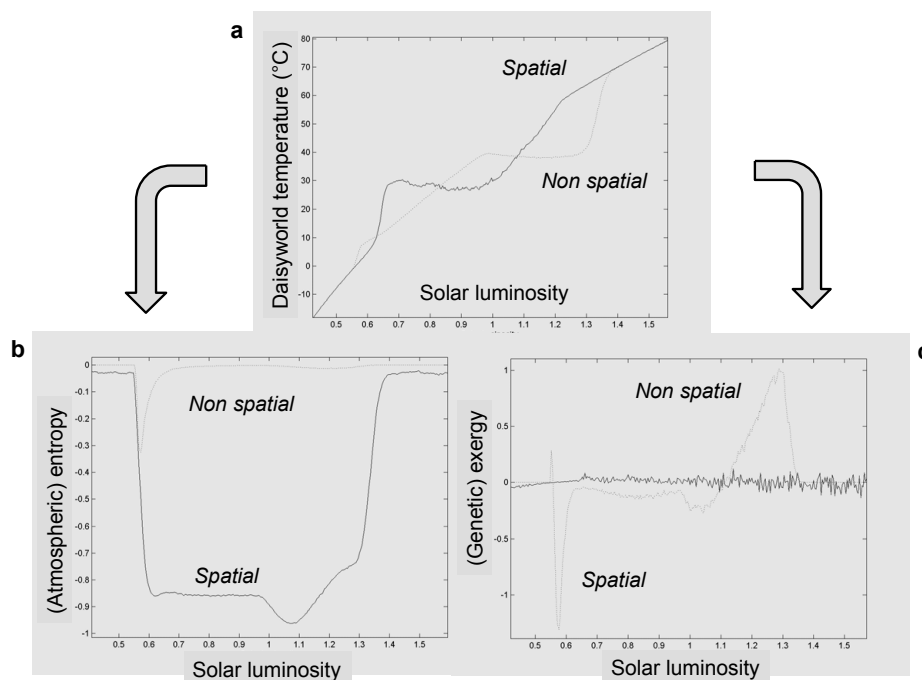 a
Daisyworld temperature (°C)
80
70
60
50
40
30
20
10
0
-10
Spatial
Non spatial
Solar luminosity
0.5 0.6 0.7 0.8 0.9 1 1.1 1.2 1.3 1.4 1.5
b
(Atmospheric) entropy
0
-0.1
-0.2
-0.3
-0.4
-0.5
-0.6
-0.7
-0.8
-0.9
-1
Non spatial
Spatial
0.5 0.6 0.7 0.8 0.9 1 1.1 1.2 1.3 1.4 1.5
Solar luminosity
(Genetic) exergy
1
0.5
0
-0.5
-1
Non spatial
Spatial
0.5 0.6 0.7 0.8 0.9 1 1.1 1.2 1.3 1.4 1.5
Solar luminosity